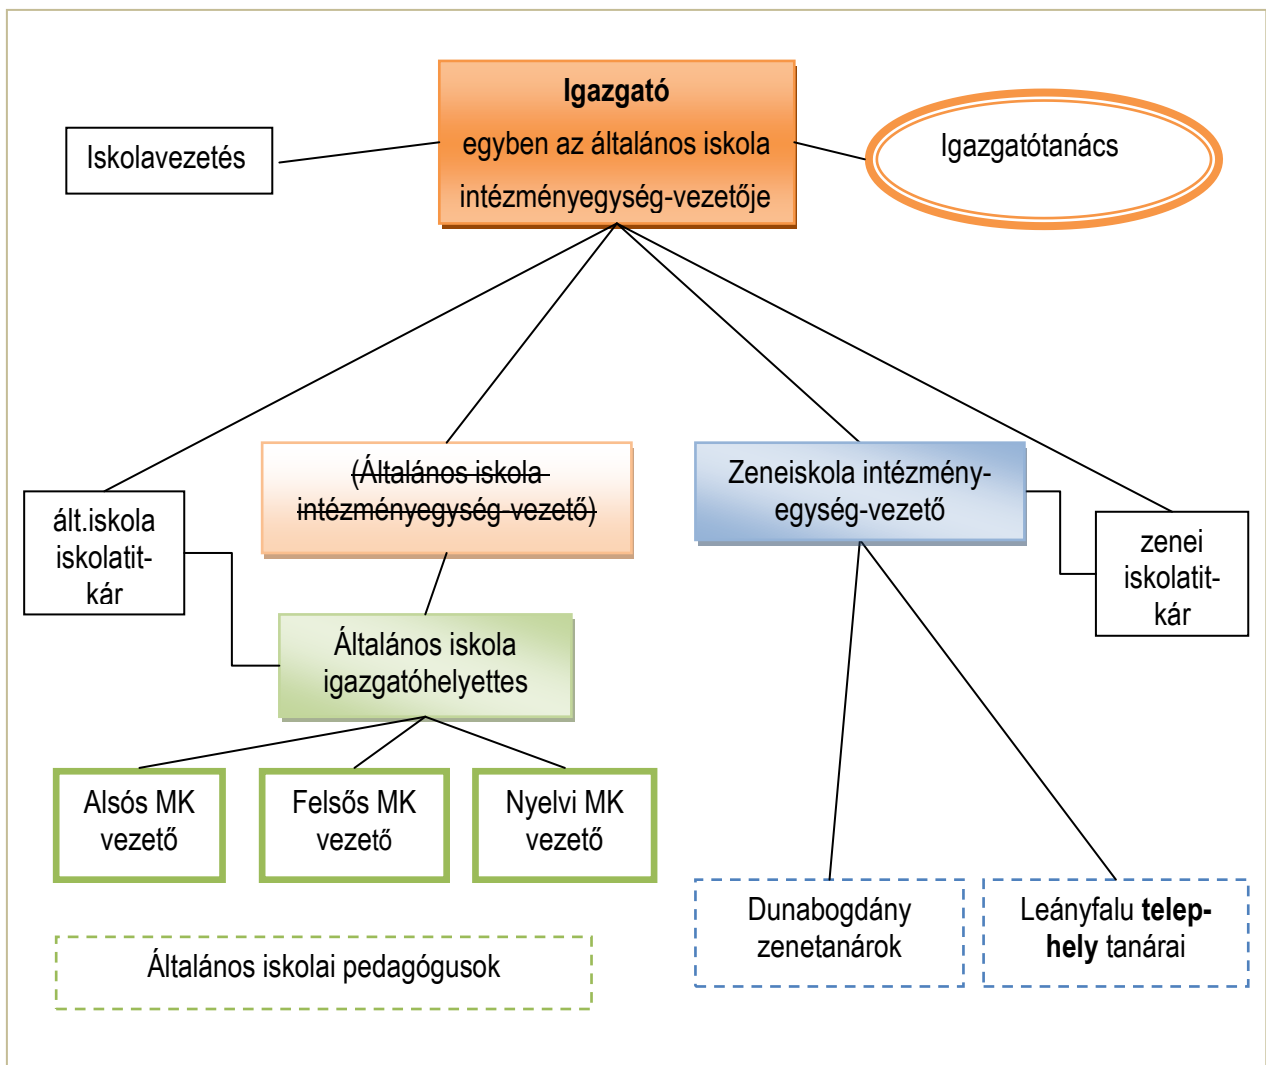 Igazgató
egyben az általános iskola
intézményegység-vezetője
Iskolavezetés
Igazgatótanács
(Általános iskola
intézményegység-vezető)
Zeneiskola intézmény-
egység-vezető
ált.iskola
iskolatit-
kár
zenei
iskolatit-
kár
Általános iskola
igazgatóhelyettes
Alsós MK
vezető
Felsős MK
vezető
Nyelvi MK
vezető
Dunabogdány
zenetanárok
Leányfalu telep-
hely tanárai
Általános iskolai pedagógusok